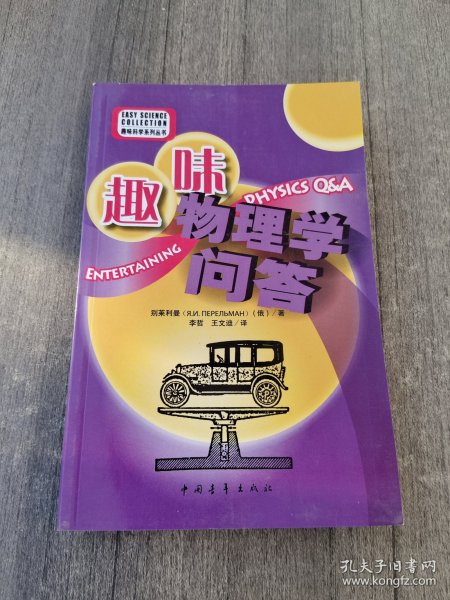 EASY SCIENCE
COLLECTION
趣味科学系列丛书
趣味
PHYSICS Q&A
物理学
ENTERTAINING
问答
别莱利曼（Я.И. ПЕРЕЛЬМАН）（俄）／著
李哲 王文迪／译
中国青年出版社
孔夫子旧书网
www.kongfz.com